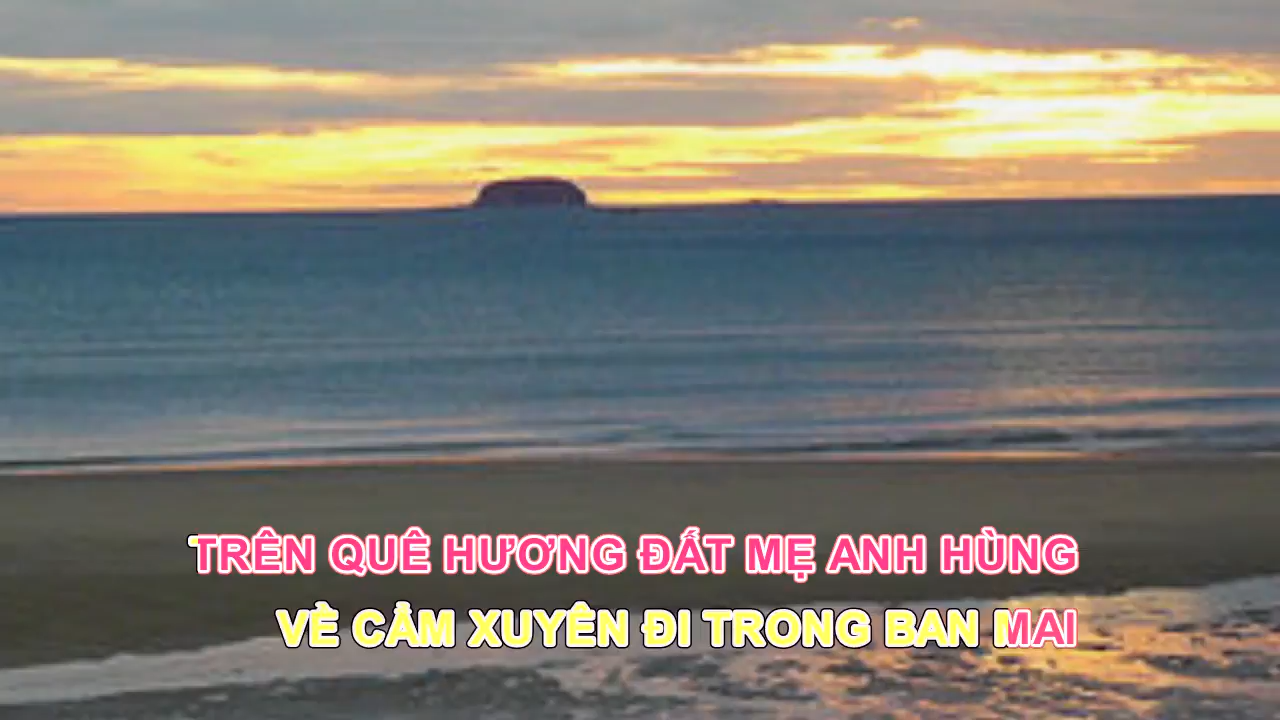 TRÊN QUÊ HƯƠNG ĐẤT MẸ ANH HÙNG
VỀ CẨM XUYÊN ĐI TRONG BAN MAI